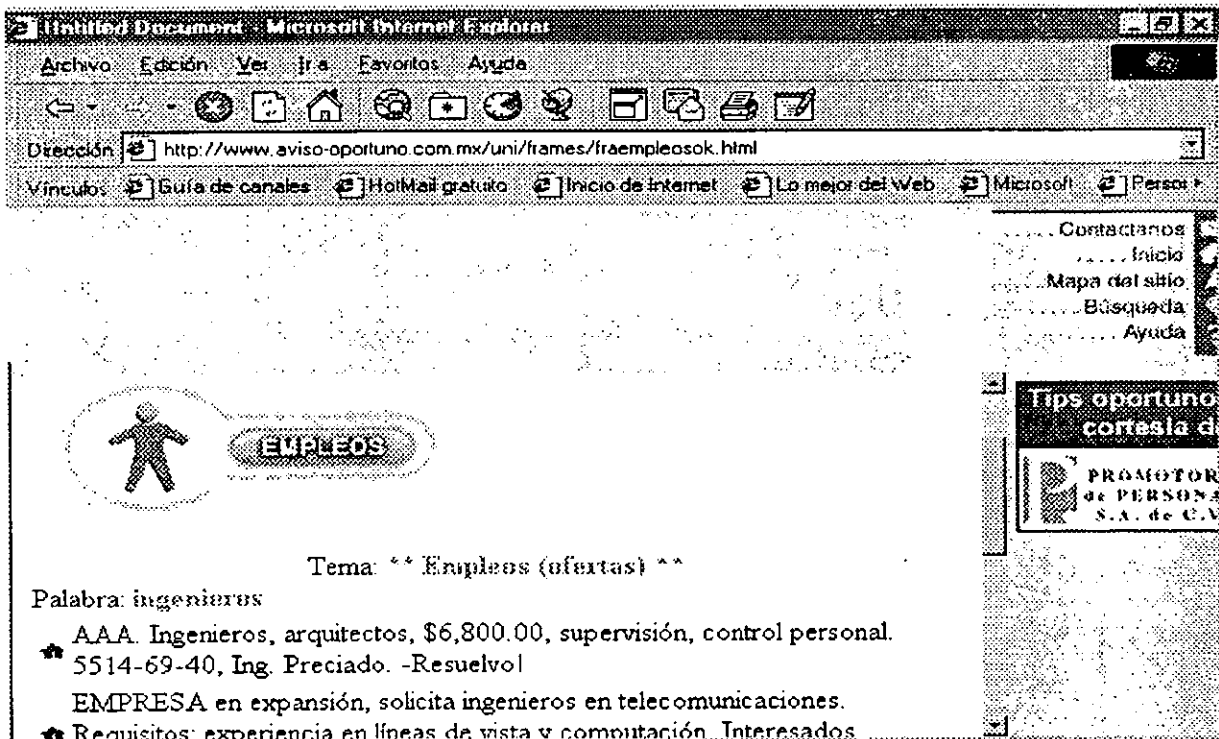 Untitled Document - Microsoft Internet Explorer
Archivo Edición Ver Ir a Favoritos Ayuda
Dirección http://www.aviso-oportuno.com.mx/uni/frames/fraempleosok.html
Vínculos Guía de canales HotMail gratuito Inicio de Internet Lo mejor del Web Microsoft Person
Contactanos
Inicio
Mapa del sitio
Búsqueda
Ayuda
EMPLEOS
Tips oportuno
cortesía d
PROMOTOR
de PERSONA
S.A. de C.V
Tema: ** Empleos (ofertas) **
Palabra: ingenieros
AAA. Ingenieros, arquitectos, $6,800.00, supervisión, control personal.
5514-69-40, Ing. Preciado. -Resuelvo!
EMPRESA en expansión, solicita ingenieros en telecomunicaciones.
Requisitos: experiencia en líneas de vista y computación. Interesados